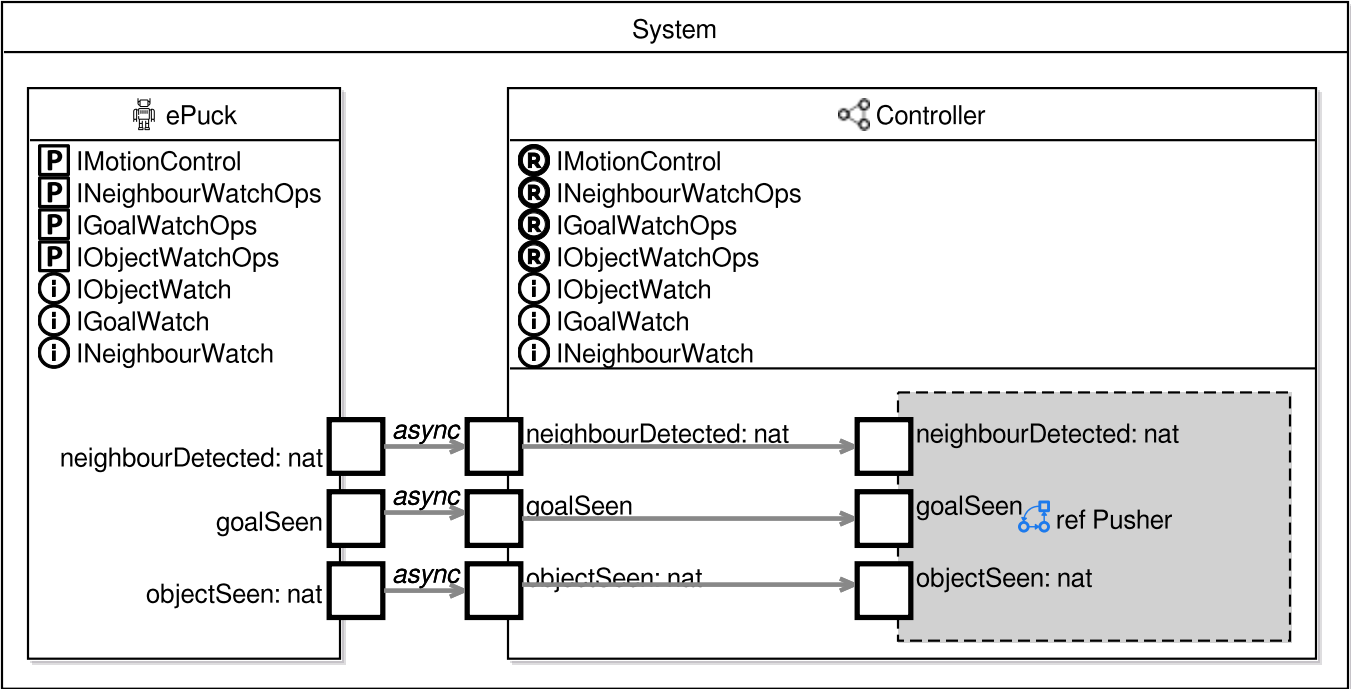 System
ePuck
P IMotionControl
P INeighbourWatchOps
P IGoalWatchOps
P IObjectWatchOps
i IObjectWatch
i IGoalWatch
i INeighbourWatch
neighbourDetected: nat
goalSeen
objectSeen: nat
async
async
async
Controller
R IMotionControl
R INeighbourWatchOps
R IGoalWatchOps
R IObjectWatchOps
i IObjectWatch
i IGoalWatch
i INeighbourWatch
neighbourDetected: nat
goalSeen
objectSeen: nat
neighbourDetected: nat
goalSeen
ref Pusher
objectSeen: nat